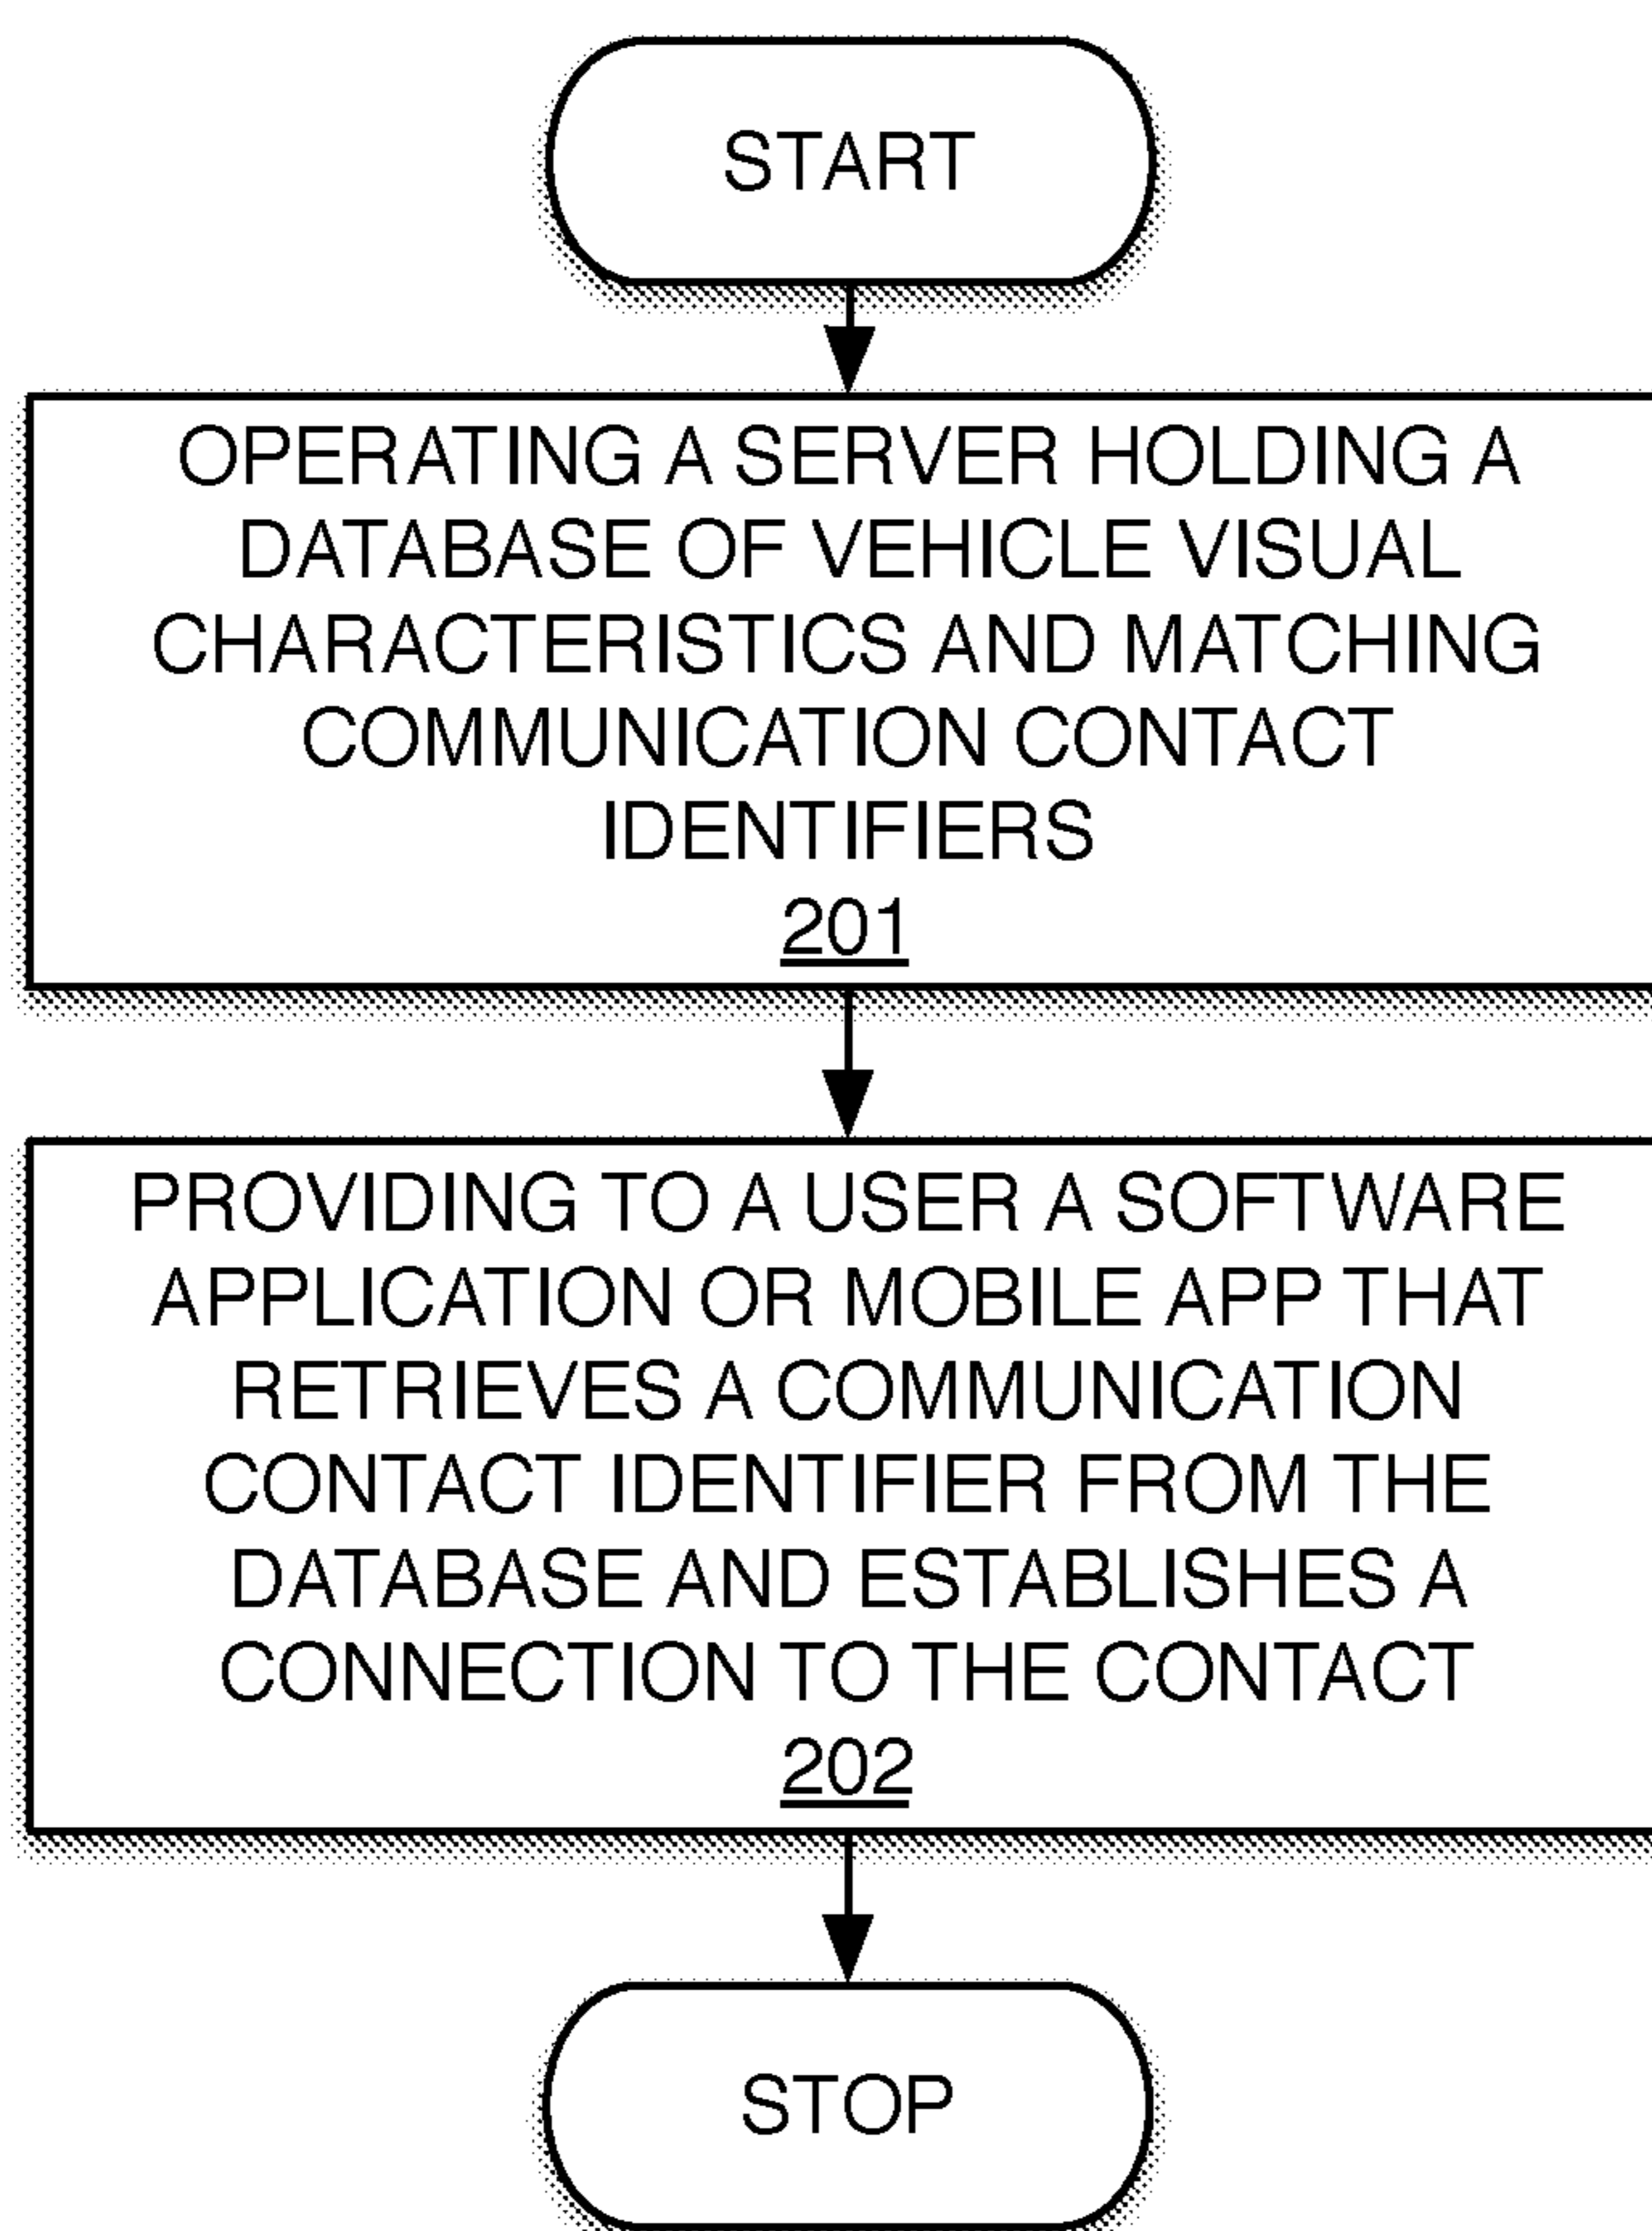 START
OPERATING A SERVER HOLDING A
DATABASE OF VEHICLE VISUAL
CHARACTERISTICS AND MATCHING
COMMUNICATION CONTACT
IDENTIFIERS
201
PROVIDING TO A USER A SOFTWARE
APPLICATION OR MOBILE APP THAT
RETRIEVES A COMMUNICATION
CONTACT IDENTIFIER FROM THE
DATABASE AND ESTABLISHES A
CONNECTION TO THE CONTACT
202
STOP